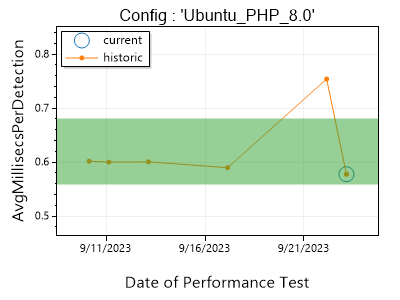 Config : 'Ubuntu_PHP_8.0'
current
historic
AvgMillisecsPerDetection
0.8
0.7
0.6
0.5
9/11/2023
9/16/2023
9/21/2023
Date of Performance Test